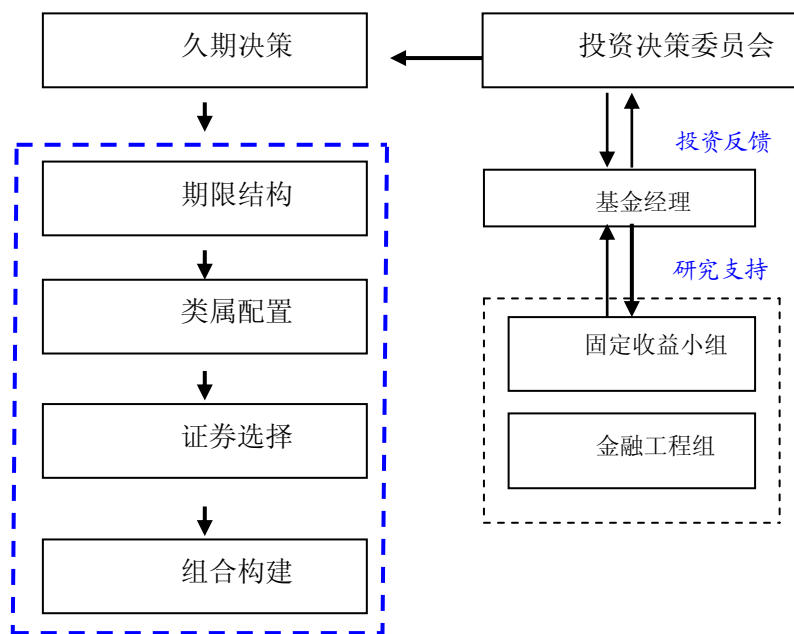 久期决策
投资决策委员会
投资反馈
期限结构
基金经理
研究支持
类属配置
固定收益小组
证券选择
金融工程组
组合构建